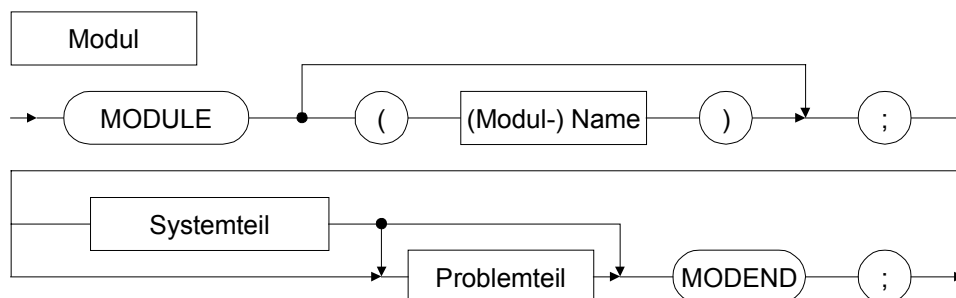 Modul
MODULE ( (Modul-) Name ) ;
Systemteil
Problemteil MODEND ;